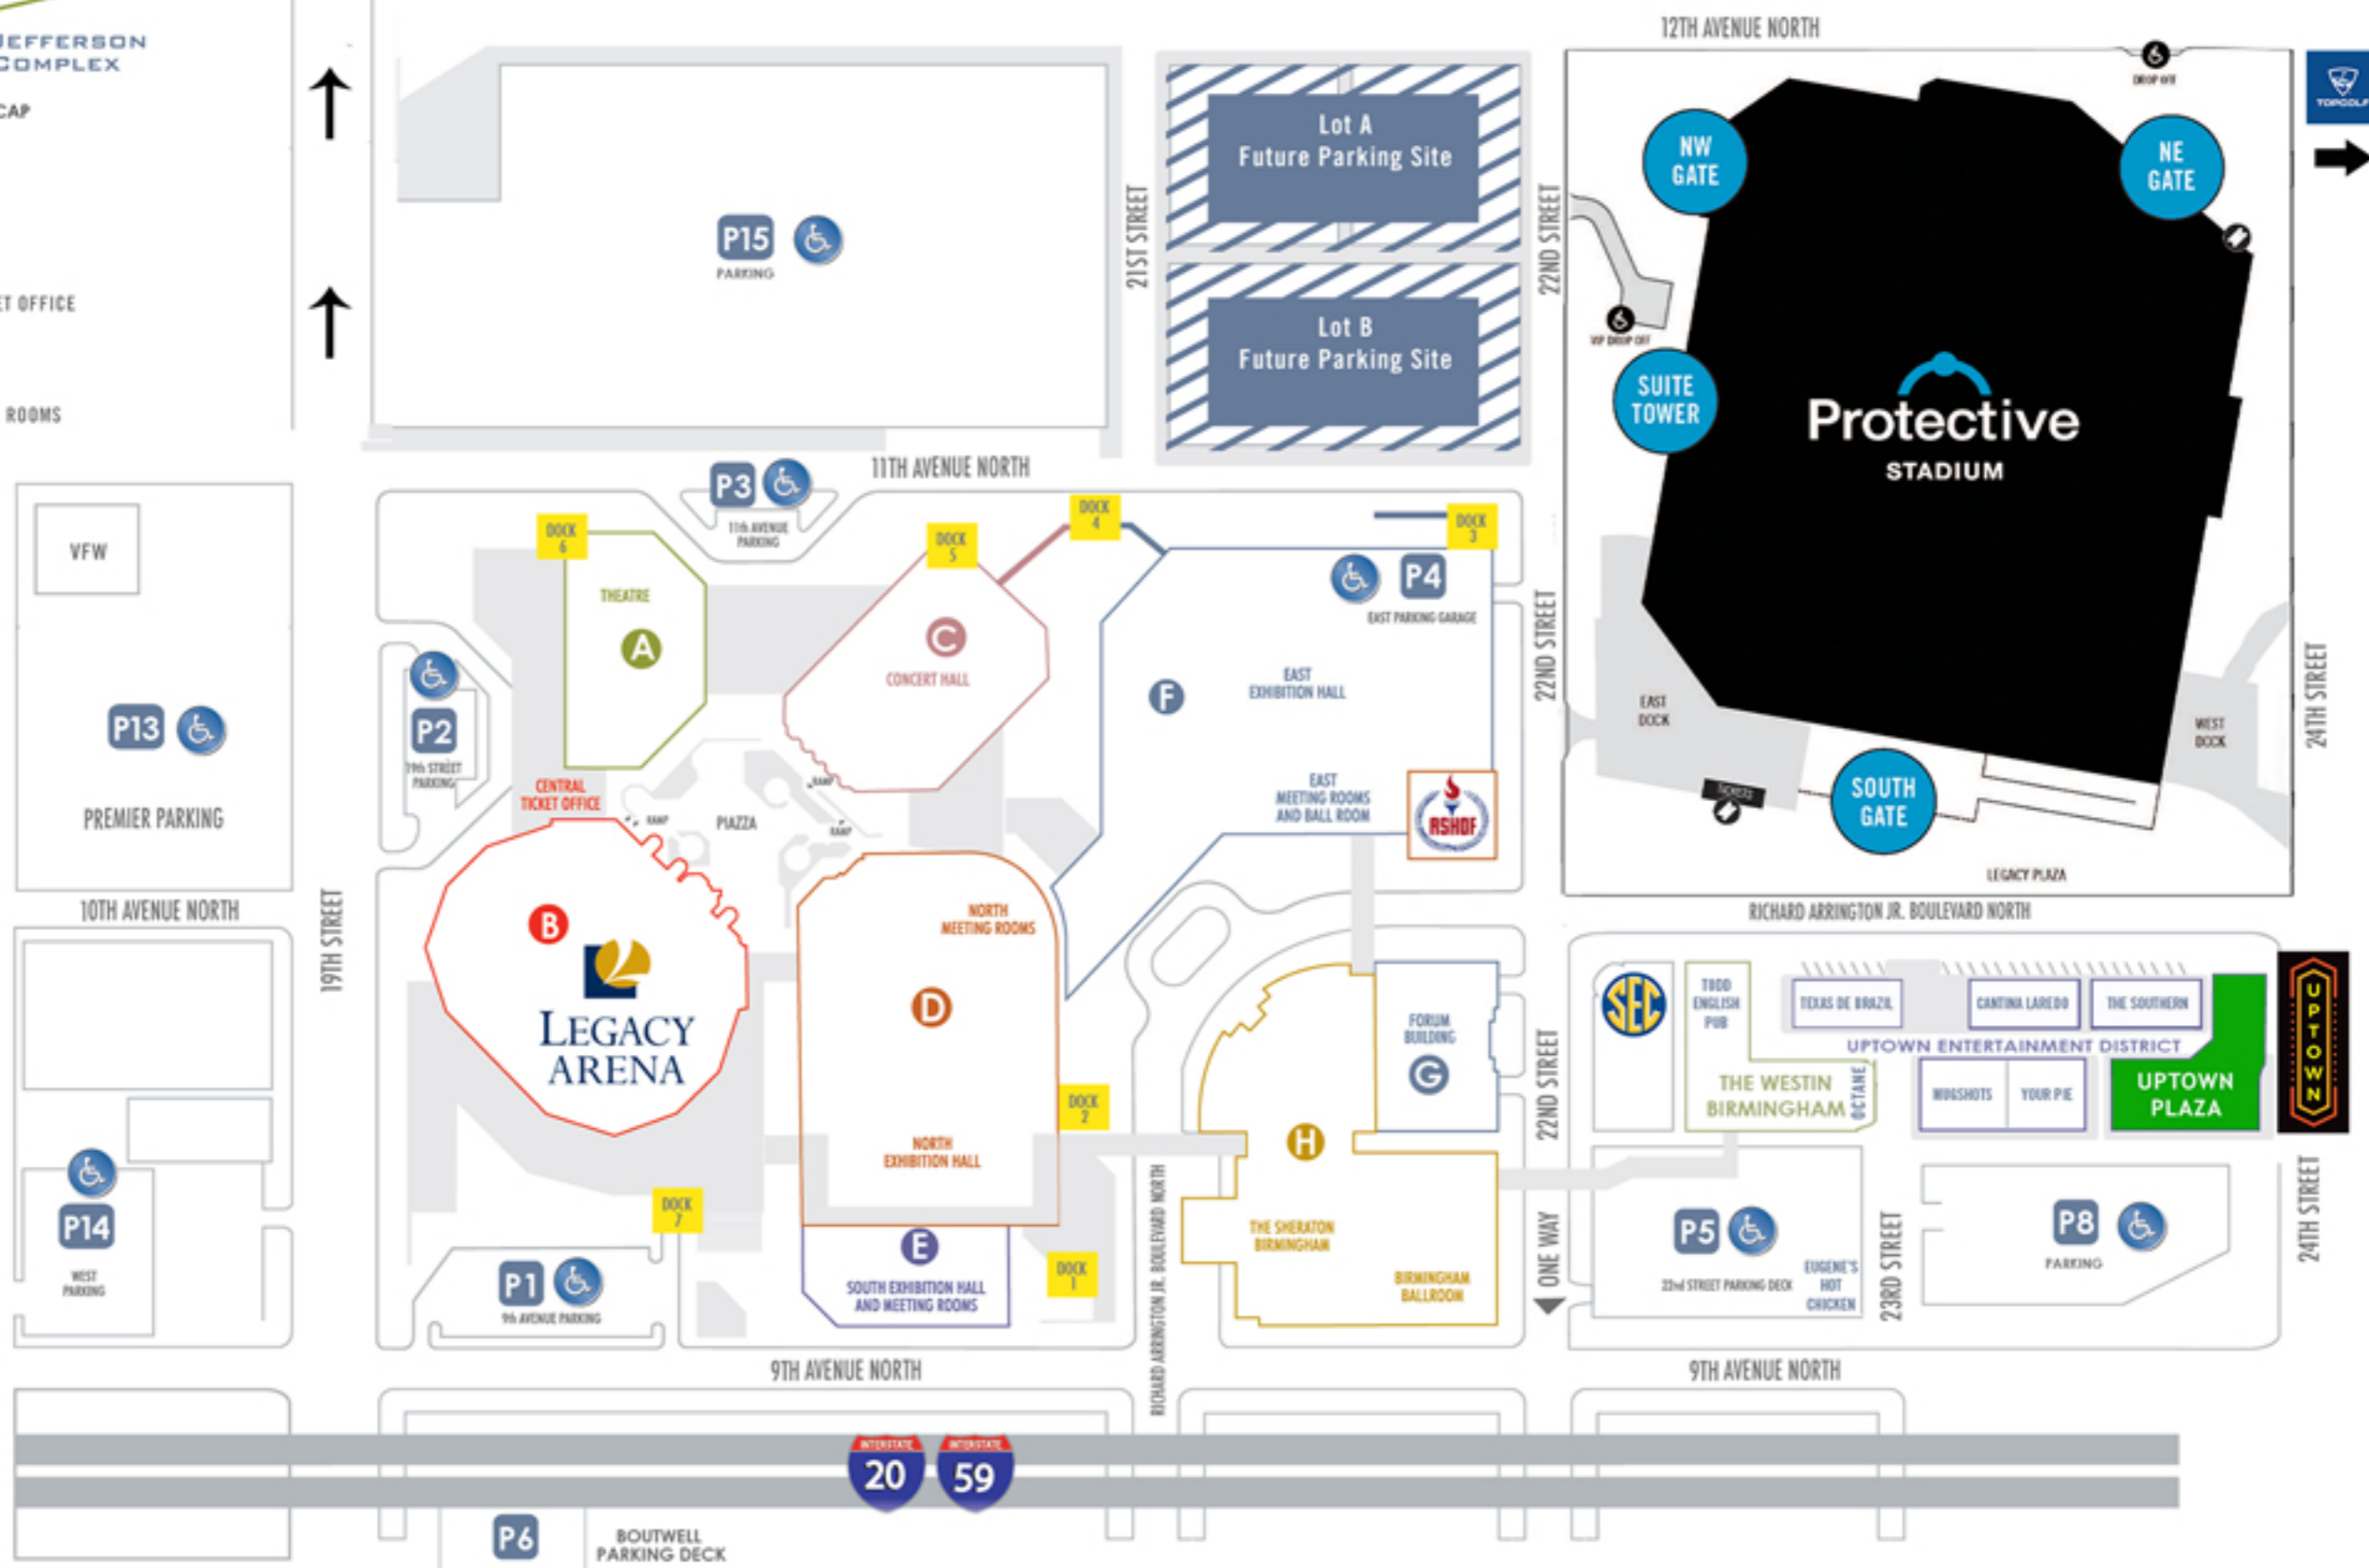 JEFFERSON
COMPLEX
CAP
ET OFFICE
ROOMS
12TH AVENUE NORTH
DROP OFF
TOPGOLF
NW
GATE
NE
GATE
Lot A
Future Parking Site
P15
PARKING
21ST STREET
22ND STREET
Lot B
Future Parking Site
VIP DROP OFF
SUITE
TOWER
Protective
STADIUM
11TH AVENUE NORTH
P3
11th AVENUE
PARKING
VFW
DOCK
6
DOCK
5
DOCK
4
DOCK
3
THEATRE
A
C
CONCERT HALL
P4
EAST PARKING GARAGE
F
EAST
EXHIBITION HALL
22ND STREET
EAST
DOCK
WEST
DOCK
24TH STREET
P13
PREMIER PARKING
P2
19th STREET
PARKING
CENTRAL
TICKET OFFICE
RAMP
RAMP
RAMP
PIAZZA
EAST
MEETING ROOMS
AND BALL ROOM
ASHOF
TICKETS
SOUTH
GATE
LEGACY PLAZA
10TH AVENUE NORTH
19TH STREET
B
LEGACY
ARENA
NORTH
MEETING ROOMS
D
NORTH
EXHIBITION HALL
RICHARD ARRINGTON JR. BOULEVARD NORTH
FORUM
BUILDING
G
22ND STREET
SEC
TODD
ENGLISH
PUB
TEXAS DE BRAZIL
CANTINA LAREDO
THE SOUTHERN
UPTOWN ENTERTAINMENT DISTRICT
THE WESTIN
BIRMINGHAM
OCTANE
MUGSHOTS
YOUR PIE
UPTOWN
PLAZA
UPTOWN
DOCK
2
H
THE SHERATON
BIRMINGHAM
BIRMINGHAM
BALLROOM
RICHARD ARRINGTON JR. BOULEVARD NORTH
ONE WAY
P14
WEST
PARKING
DOCK
7
P1
9th AVENUE PARKING
E
SOUTH EXHIBITION HALL
AND MEETING ROOMS
DOCK
1
P5
22nd STREET PARKING DECK
EUGENE'S
HOT
CHICKEN
23RD STREET
P8
PARKING
24TH STREET
9TH AVENUE NORTH
9TH AVENUE NORTH
INTERSTATE
20
INTERSTATE
59
P6
BOUTWELL
PARKING DECK